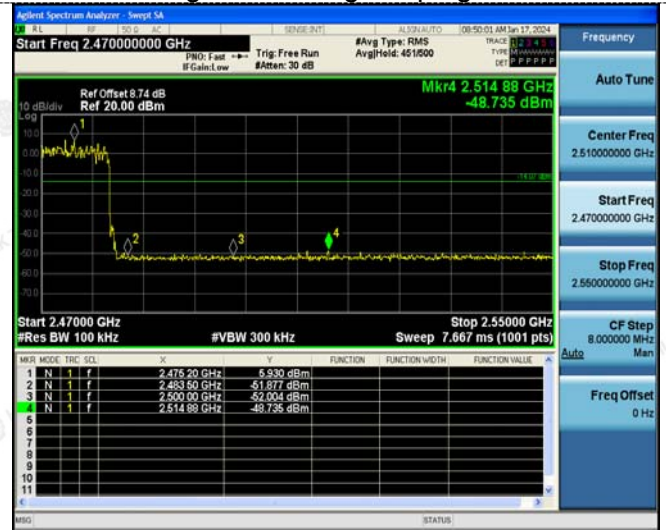 Agilent Spectrum Analyzer - Swept SA
RL RF 50 Ω AC SENSE:INT ALIGN AUTO 08:50:01 AM Jan 17, 2024
Start Freq 2.470000000 GHz
PNO: Fast
IFGain:Low
Trig: Free Run
#Atten: 30 dB
#Avg Type: RMS
Avg|Hold: 451/500
TRACE 1 2 3 4 5 6
TYPE M
DET P P P P P P
Ref Offset 8.74 dB
Ref 20.00 dBm
10 dB/div
Log
Mkr4 2.514 88 GHz
-48.735 dBm
10.0
0.00
-10.0
-20.0
-30.0
-40.0
-50.0
-60.0
-70.0
1
2
3
4
-14.07 dBm
Start 2.47000 GHz
#Res BW 100 kHz
#VBW 300 kHz
Stop 2.55000 GHz
Sweep 7.667 ms (1001 pts)
MKR MODE TRC SCL X Y FUNCTION FUNCTION WIDTH FUNCTION VALUE
1 N 1 f 2.475 20 GHz 5.930 dBm
2 N 1 f 2.483 50 GHz -51.877 dBm
3 N 1 f 2.500 00 GHz -52.004 dBm
4 N 1 f 2.514 88 GHz -48.735 dBm
5
6
7
8
9
10
11
MSG STATUS
Frequency
Auto Tune
Center Freq
2.510000000 GHz
Start Freq
2.470000000 GHz
Stop Freq
2.550000000 GHz
CF Step
8.000000 MHz
Auto Man
Freq Offset
0 Hz